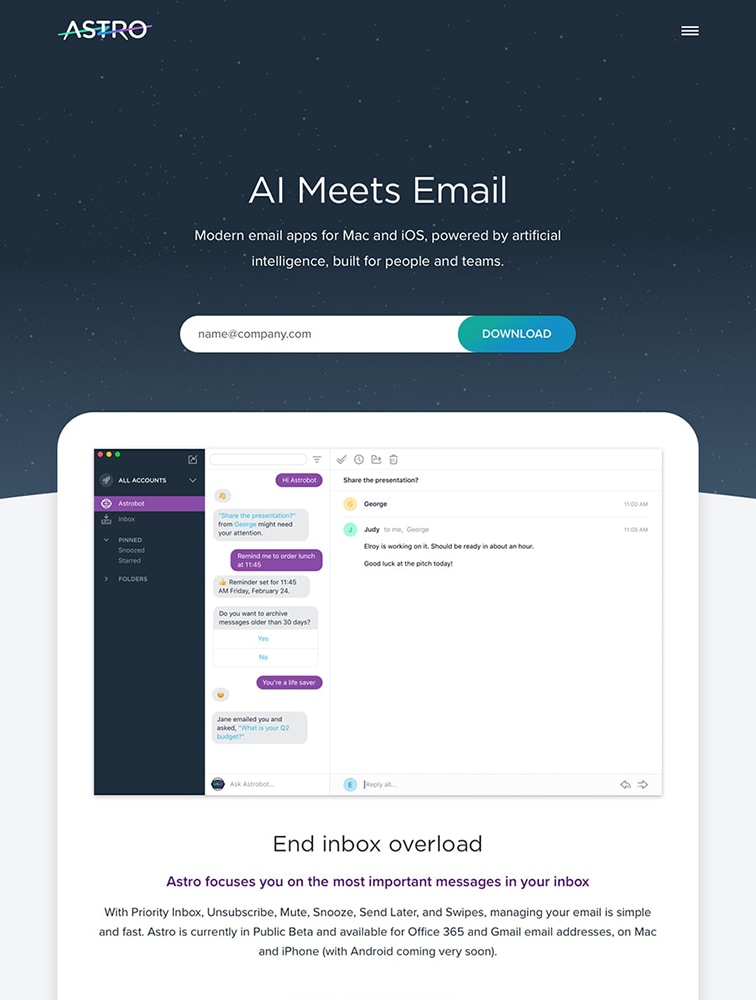 ASTRO
AI Meets Email
Modern email apps for Mac and iOS, powered by artificial
intelligence, built for people and teams.
name@company.com
DOWNLOAD
ALL ACCOUNTS
Astrobot
Inbox
PINNED
Snoozed
Starred
FOLDERS
Hi Astrobot
"Share the presentation?"
from George might need
your attention.
Remind me to order lunch
at 11:45
👍 Reminder set for 11:45
AM Friday, February 24.
Do you want to archive
messages older than 30 days?
Yes
No
You're a life saver
Jane emailed you and
asked, "What is your Q2
budget?"
Ask Astrobot...
Share the presentation?
G
George
11:00 AM
J
Judy to me, George
11:05 AM
Elroy is working on it. Should be ready in about an hour.
Good luck at the pitch today!
E
Reply all...
End inbox overload
Astro focuses you on the most important messages in your inbox
With Priority Inbox, Unsubscribe, Mute, Snooze, Send Later, and Swipes, managing your email is simple
and fast. Astro is currently in Public Beta and available for Office 365 and Gmail email addresses, on Mac
and iPhone (with Android coming very soon).